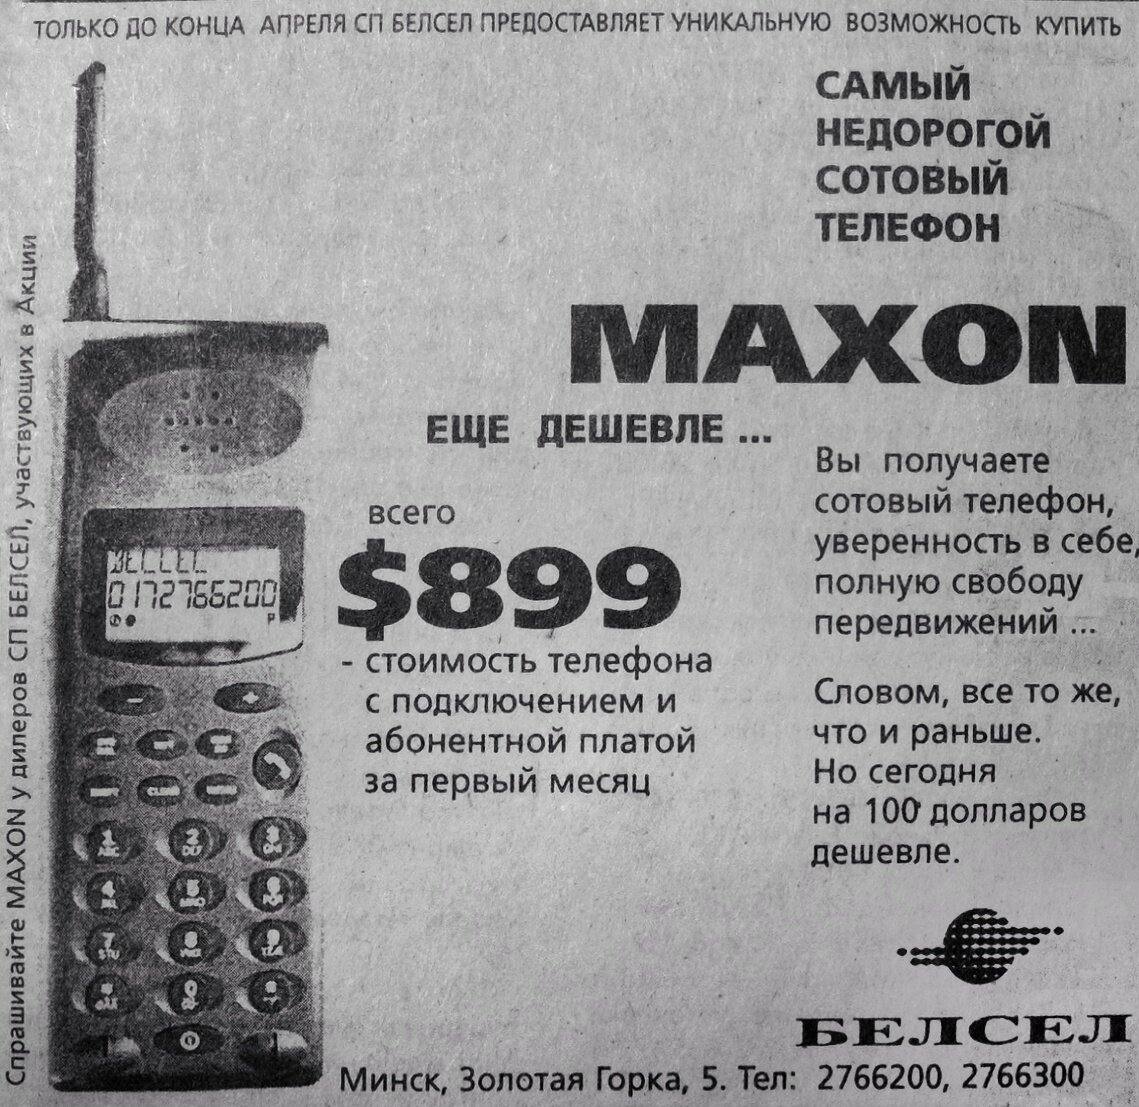 ТОЛЬКО ДО КОНЦА АПРЕЛЯ СП БЕЛСЕЛ ПРЕДОСТАВЛЯЕТ УНИКАЛЬНУЮ ВОЗМОЖНОСТЬ КУПИТЬ
САМЫЙ
НЕДОРОГОЙ
СОТОВЫЙ
ТЕЛЕФОН
MAXON
ЕЩЕ ДЕШЕВЛЕ ...
всего
$899
- стоимость телефона
с подключением и
абонентной платой
за первый месяц
Вы получаете
сотовый телефон,
уверенность в себе,
полную свободу
передвижений ...
Словом, все то же,
что и раньше.
Но сегодня
на 100 долларов
дешевле.
БЕЛСЕЛ
Минск, Золотая Горка, 5. Тел: 2766200, 2766300
Спрашивайте MAXON у дилеров СП БЕЛСЕЛ, участвующих в Акции
0172766200